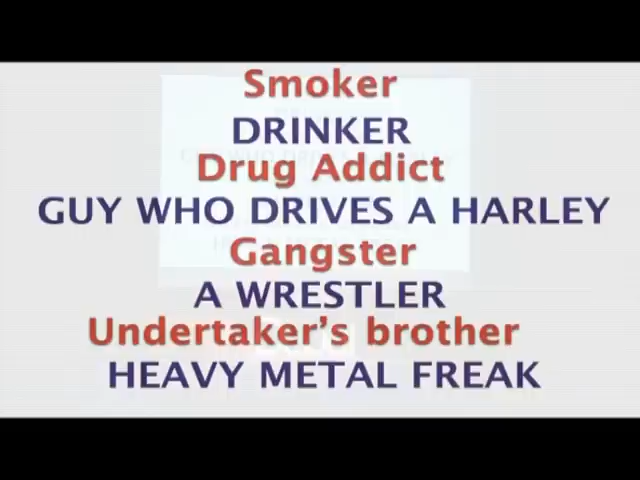 Smoker
DRINKER
Drug Addict
GUY WHO DRIVES A HARLEY
Gangster
A WRESTLER
Undertaker's brother
HEAVY METAL FREAK